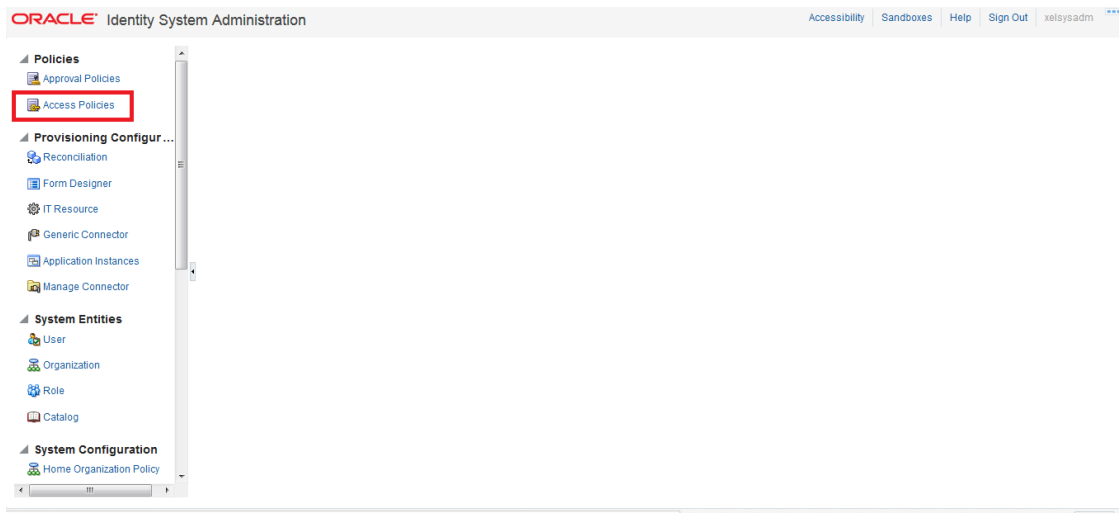 ORACLE Identity System Administration
Accessibility Sandboxes Help Sign Out xelsysadm
Policies
Approval Policies
Access Policies
Provisioning Configur ...
Reconciliation
Form Designer
IT Resource
Generic Connector
Application Instances
Manage Connector
System Entities
User
Organization
Role
Catalog
System Configuration
Home Organization Policy